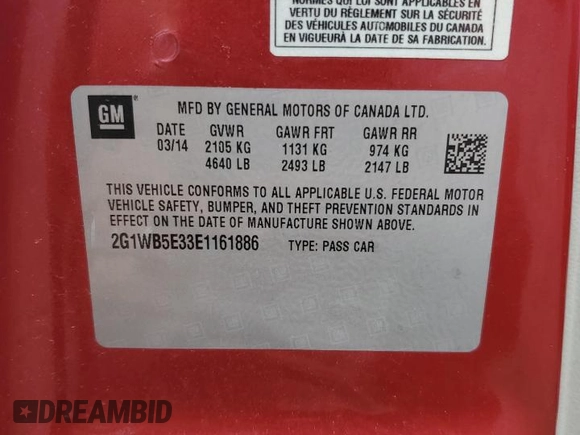 NORMES QUI LUI SONT APPLICABLES EN
VERTU DU RÈGLEMENT SUR LA SÉCURITÉ
DES VÉHICULES AUTOMOBILES DU CANADA
EN VIGUEUR À LA DATE DE SA FABRICATION.
GM
MFD BY GENERAL MOTORS OF CANADA LTD.
DATE GVWR GAWR FRT GAWR RR
03/14 2105 KG 1131 KG 974 KG
4640 LB 2493 LB 2147 LB
THIS VEHICLE CONFORMS TO ALL APPLICABLE U.S. FEDERAL MOTOR
VEHICLE SAFETY, BUMPER, AND THEFT PREVENTION STANDARDS IN
EFFECT ON THE DATE OF MANUFACTURE SHOWN ABOVE.
2G1WB5E33E1161886 TYPE: PASS CAR
DREAMBID